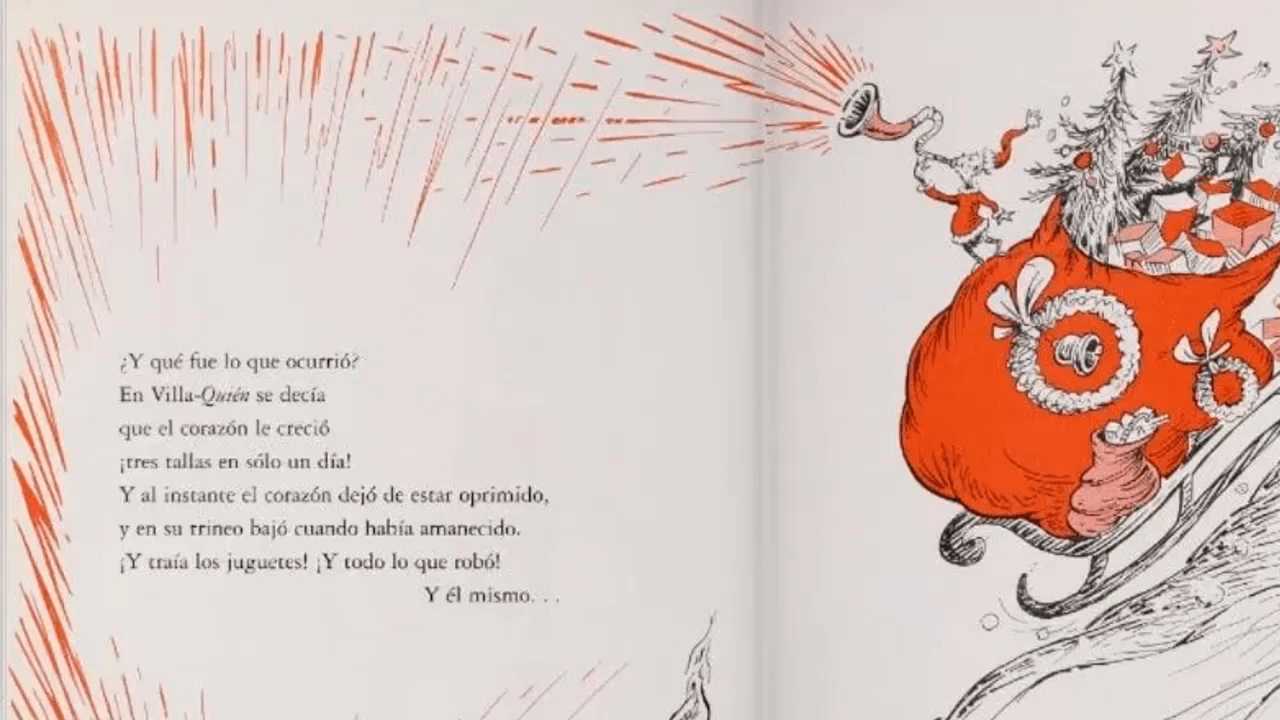 ¿Y qué fue lo que ocurrió?
En Villa-Quién se decía
que el corazón le creció
¡tres tallas en sólo un día!
Y al instante el corazón dejó de estar oprimido,
y en su trineo bajó cuando había amanecido.
¡Y traía los juguetes! ¡Y todo lo que robó!
Y él mismo. . .